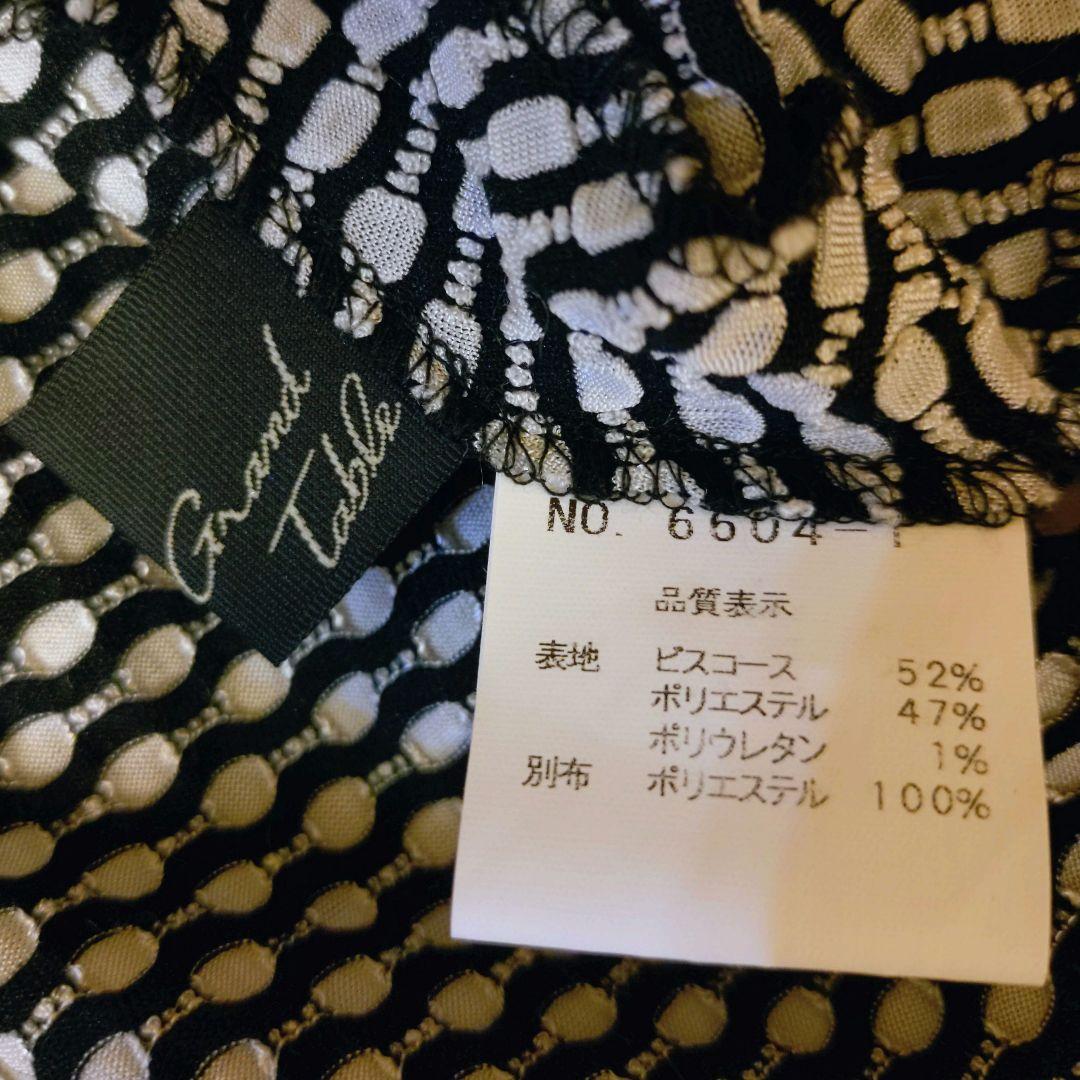 Grand
Table
NO. 6604-1
品質表示
表地 ビスコース 52%
ポリエステル 47%
ポリウレタン 1%
別布 ポリエステル 100%